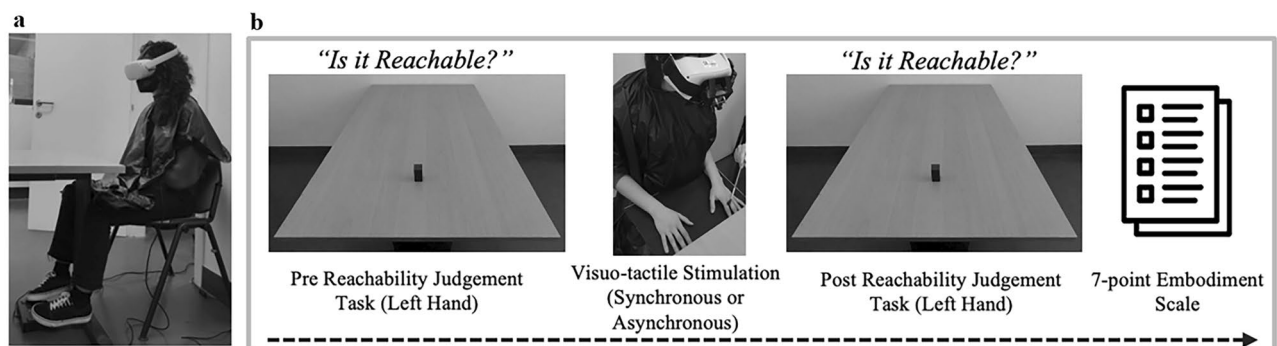 a
b
“Is it Reachable?”
“Is it Reachable?”
Pre Reachability Judgement
Task (Left Hand)
Visuo-tactile Stimulation
(Synchronous or
Asynchronous)
Post Reachability Judgement
Task (Left Hand)
7-point Embodiment
Scale